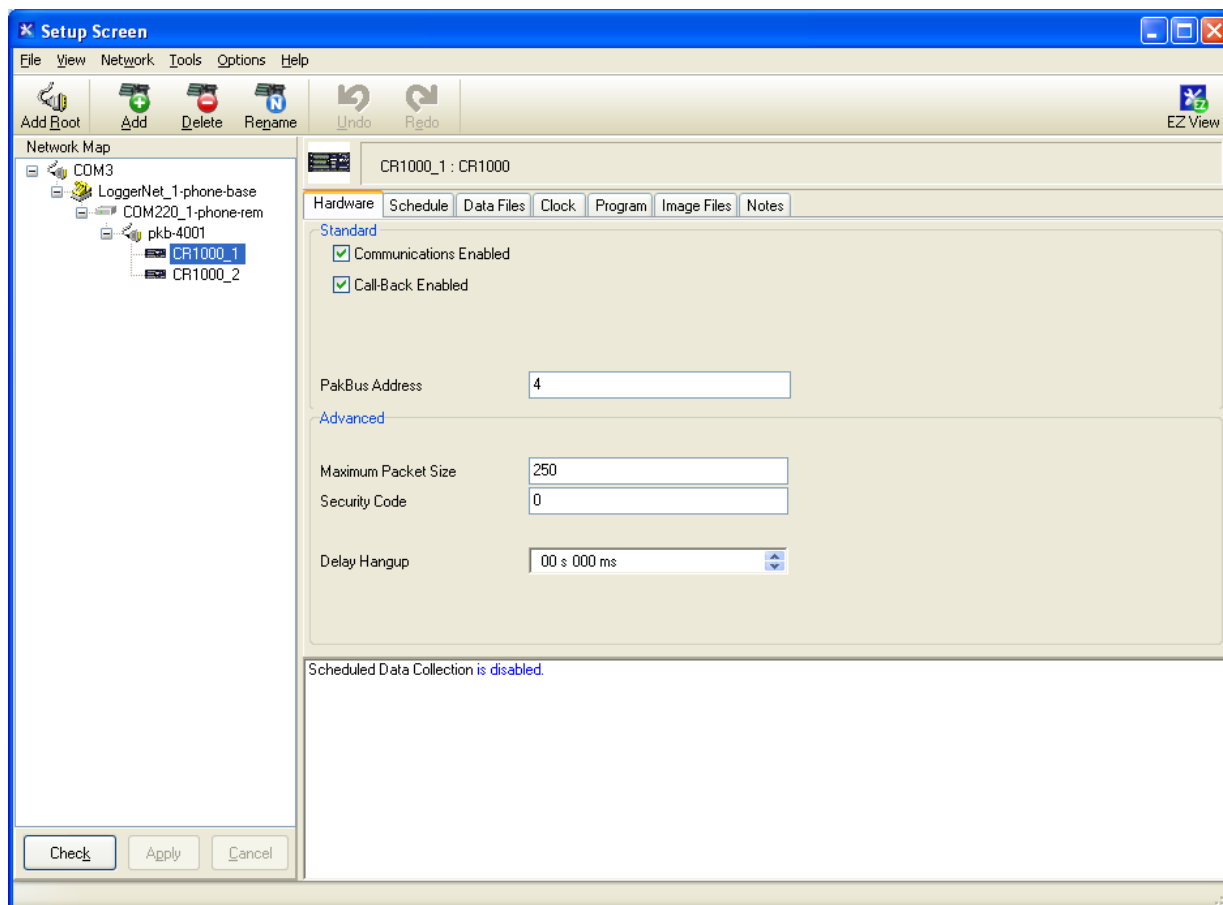 Setup Screen
File View Network Tools Options Help
Add Root Add Delete Rename Undo Redo EZ View
Network Map
COM3
LoggerNet_1-phone-base
COM220_1-phone-rem
pkb-4001
CR1000_1
CR1000_2
CR1000_1 : CR1000
Hardware Schedule Data Files Clock Program Image Files Notes
Standard
Communications Enabled
Call-Back Enabled
PakBus Address 4
Advanced
Maximum Packet Size 250
Security Code 0
Delay Hangup 00 s 000 ms
Scheduled Data Collection is disabled.
Check Apply Cancel